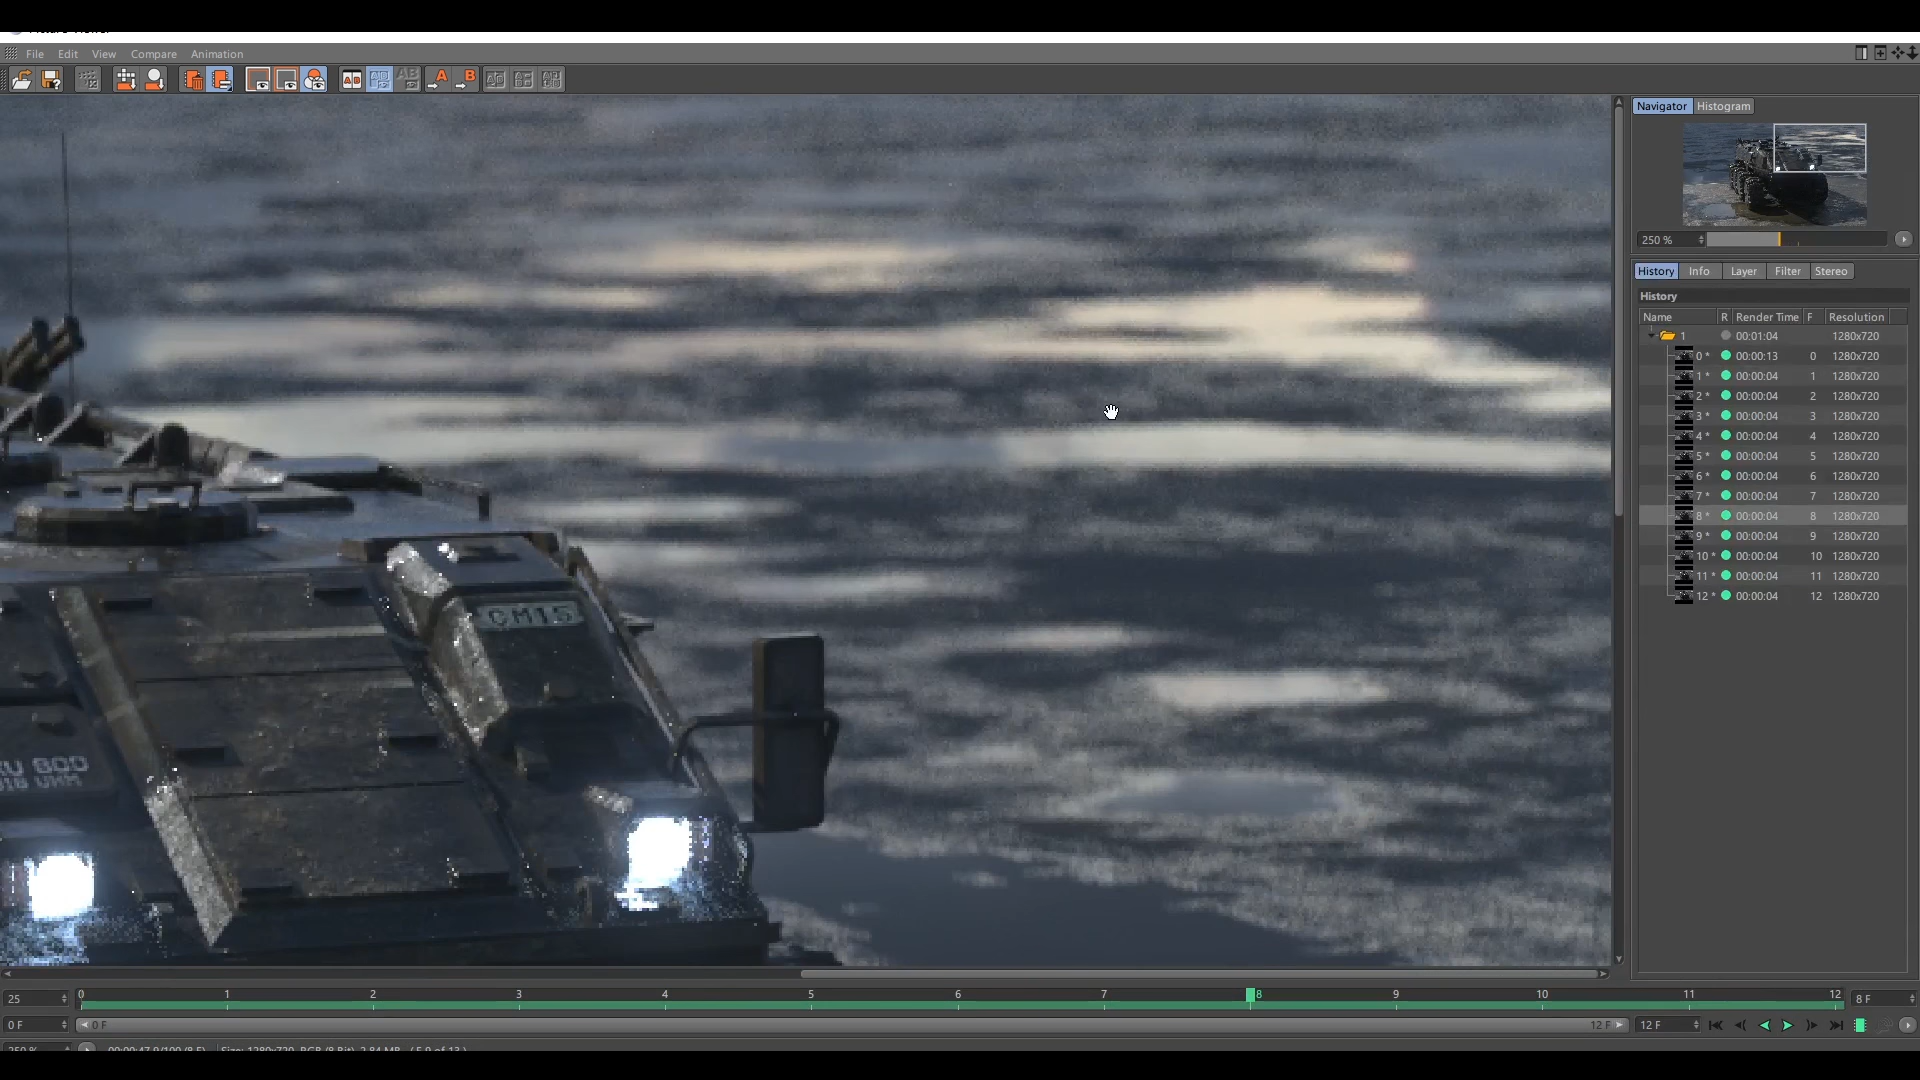 File Edit View Compare Animation
Navigator Histogram
250 %
History Info Layer Filter Stereo
History
Name R Render Time F Resolution
1 00:01:04 1280x720
0 * 00:00:13 0 1280x720
1 * 00:00:04 1 1280x720
2 * 00:00:04 2 1280x720
3 * 00:00:04 3 1280x720
4 * 00:00:04 4 1280x720
5 * 00:00:04 5 1280x720
6 * 00:00:04 6 1280x720
7 * 00:00:04 7 1280x720
8 * 00:00:04 8 1280x720
9 * 00:00:04 9 1280x720
10 * 00:00:04 10 1280x720
11 * 00:00:04 11 1280x720
12 * 00:00:04 12 1280x720
CM15
25 0 1 2 3 4 5 6 7 8 9 10 11 12 8 F
0 F 0 F 12 F 12 F